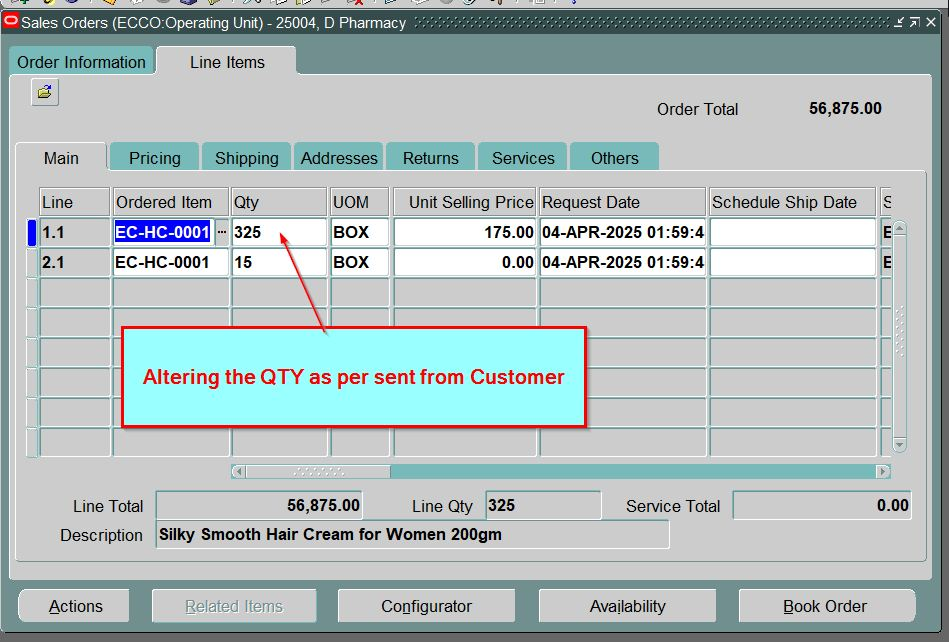 Sales Orders (ECCO:Operating Unit) - 25004, D Pharmacy
Order Information
Line Items
Order Total 56,875.00
Main Pricing Shipping Addresses Returns Services Others
Line Ordered Item Qty UOM Unit Selling Price Request Date Schedule Ship Date S
1.1 EC-HC-0001 ... 325 BOX 175.00 04-APR-2025 01:59:4 E
2.1 EC-HC-0001 15 BOX 0.00 04-APR-2025 01:59:4 E
Altering the QTY as per sent from Customer
Line Total 56,875.00 Line Qty 325 Service Total 0.00
Description Silky Smooth Hair Cream for Women 200gm
Actions Related Items Configurator Availability Book Order